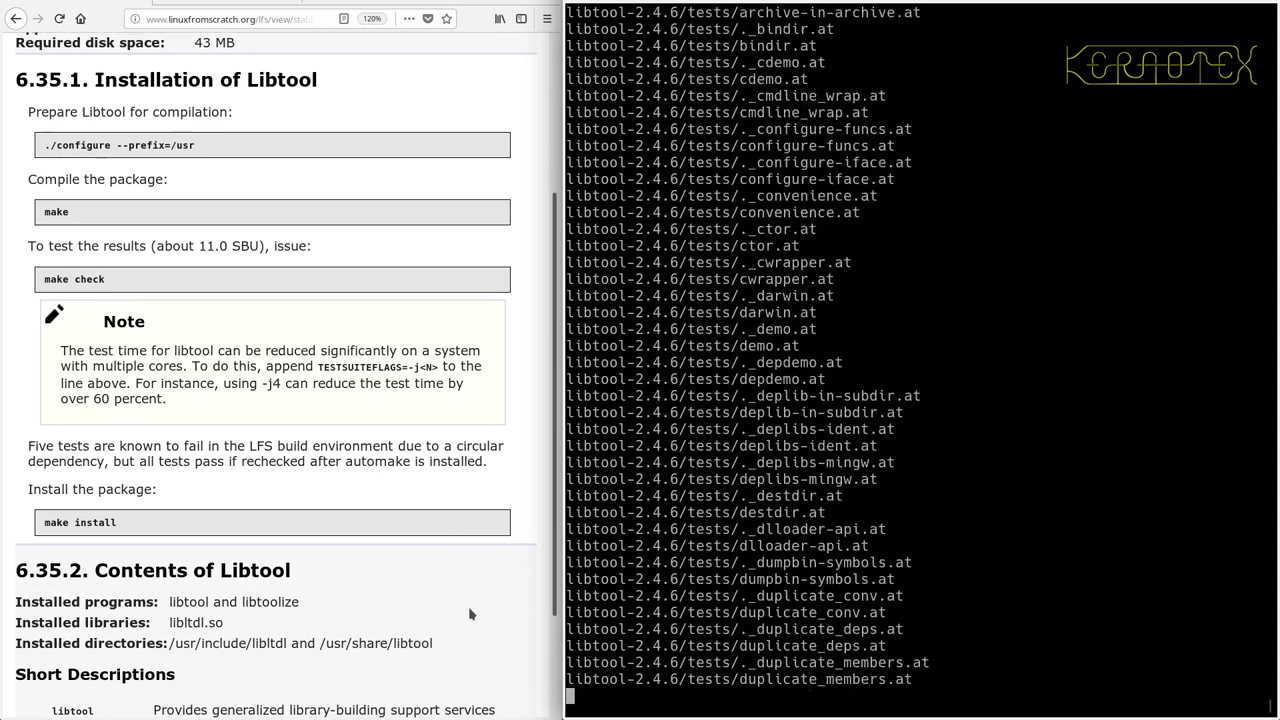 www.linuxfromscratch.org/lfs/view/stab
120%
Required disk space: 43 MB
6.35.1. Installation of Libtool
Prepare Libtool for compilation:
./configure --prefix=/usr
Compile the package:
make
To test the results (about 11.0 SBU), issue:
make check
Note
The test time for libtool can be reduced significantly on a system
with multiple cores. To do this, append TESTSUITEFLAGS=-j<N> to the
line above. For instance, using -j4 can reduce the test time by
over 60 percent.
Five tests are known to fail in the LFS build environment due to a circular
dependency, but all tests pass if rechecked after automake is installed.
Install the package:
make install
6.35.2. Contents of Libtool
Installed programs: libtool and libtoolize
Installed libraries: libltdl.so
Installed directories: /usr/include/libltdl and /usr/share/libtool
Short Descriptions
libtool Provides generalized library-building support services
libtool-2.4.6/tests/archive-in-archive.at
libtool-2.4.6/tests/._bindir.at
libtool-2.4.6/tests/bindir.at
libtool-2.4.6/tests/._cdemo.at
libtool-2.4.6/tests/cdemo.at
libtool-2.4.6/tests/._cmdline_wrap.at
libtool-2.4.6/tests/cmdline_wrap.at
libtool-2.4.6/tests/._configure-funcs.at
libtool-2.4.6/tests/configure-funcs.at
libtool-2.4.6/tests/._configure-iface.at
libtool-2.4.6/tests/configure-iface.at
libtool-2.4.6/tests/._convenience.at
libtool-2.4.6/tests/convenience.at
libtool-2.4.6/tests/._ctor.at
libtool-2.4.6/tests/ctor.at
libtool-2.4.6/tests/._cwrapper.at
libtool-2.4.6/tests/cwrapper.at
libtool-2.4.6/tests/._darwin.at
libtool-2.4.6/tests/darwin.at
libtool-2.4.6/tests/._demo.at
libtool-2.4.6/tests/demo.at
libtool-2.4.6/tests/._depdemo.at
libtool-2.4.6/tests/depdemo.at
libtool-2.4.6/tests/._deplib-in-subdir.at
libtool-2.4.6/tests/deplib-in-subdir.at
libtool-2.4.6/tests/._deplibs-ident.at
libtool-2.4.6/tests/deplibs-ident.at
libtool-2.4.6/tests/._deplibs-mingw.at
libtool-2.4.6/tests/deplibs-mingw.at
libtool-2.4.6/tests/._destdir.at
libtool-2.4.6/tests/destdir.at
libtool-2.4.6/tests/._dlloader-api.at
libtool-2.4.6/tests/dlloader-api.at
libtool-2.4.6/tests/._dumpbin-symbols.at
libtool-2.4.6/tests/dumpbin-symbols.at
libtool-2.4.6/tests/._duplicate_conv.at
libtool-2.4.6/tests/duplicate_conv.at
libtool-2.4.6/tests/._duplicate_deps.at
libtool-2.4.6/tests/duplicate_deps.at
libtool-2.4.6/tests/._duplicate_members.at
libtool-2.4.6/tests/duplicate_members.at